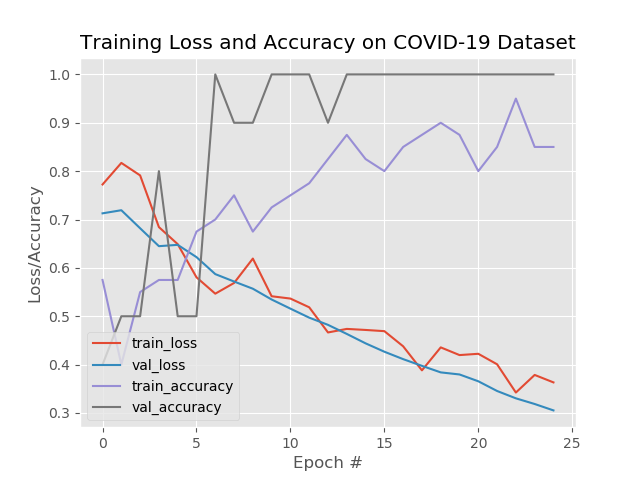 Training Loss and Accuracy on COVID-19 Dataset
Loss/Accuracy
1.0
0.9
0.8
0.7
0.6
0.5
0.4
0.3
train_loss
val_loss
train_accuracy
val_accuracy
0 5 10 15 20 25
Epoch #